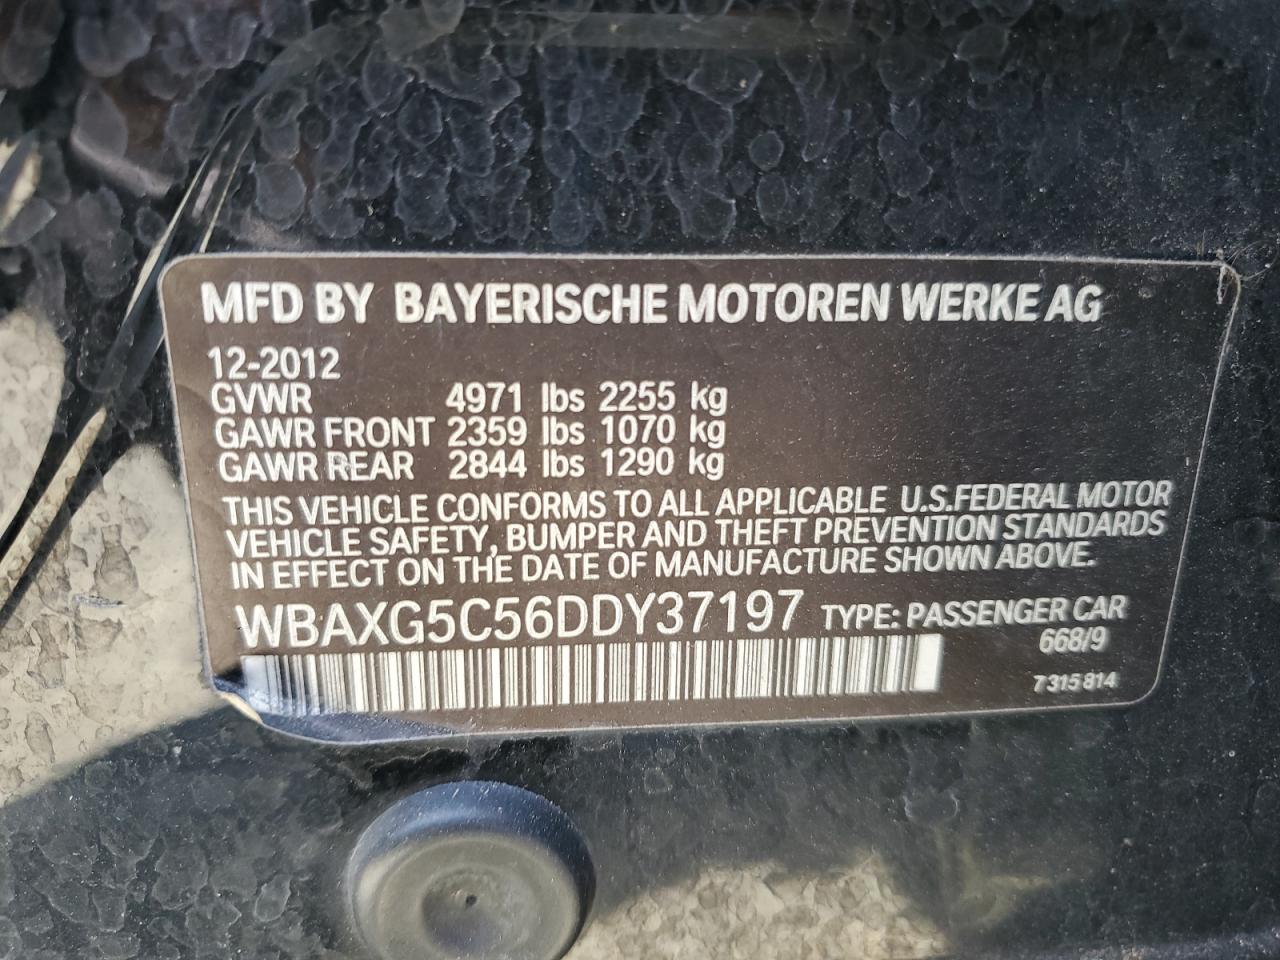 MFD BY BAYERISCHE MOTOREN WERKE AG
12-2012
GVWR 4971 lbs 2255 kg
GAWR FRONT 2359 lbs 1070 kg
GAWR REAR 2844 lbs 1290 kg
THIS VEHICLE CONFORMS TO ALL APPLICABLE U.S.FEDERAL MOTOR
VEHICLE SAFETY, BUMPER AND THEFT PREVENTION STANDARDS
IN EFFECT ON THE DATE OF MANUFACTURE SHOWN ABOVE.
WBAXG5C56DDY37197 TYPE: PASSENGER CAR
668/9
7 315 814